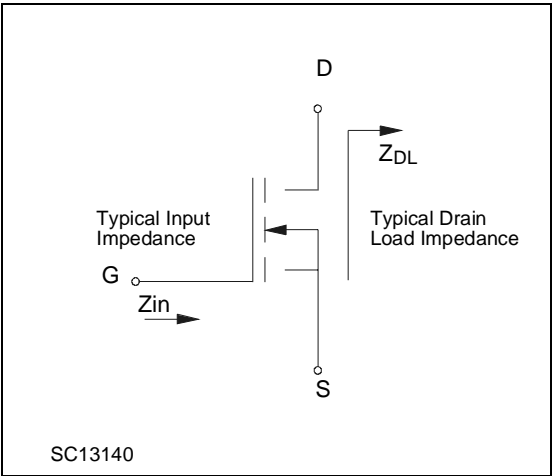 D
Z_DL
Typical Input
Impedance
Typical Drain
Load Impedance
G
Zin
S
SC13140